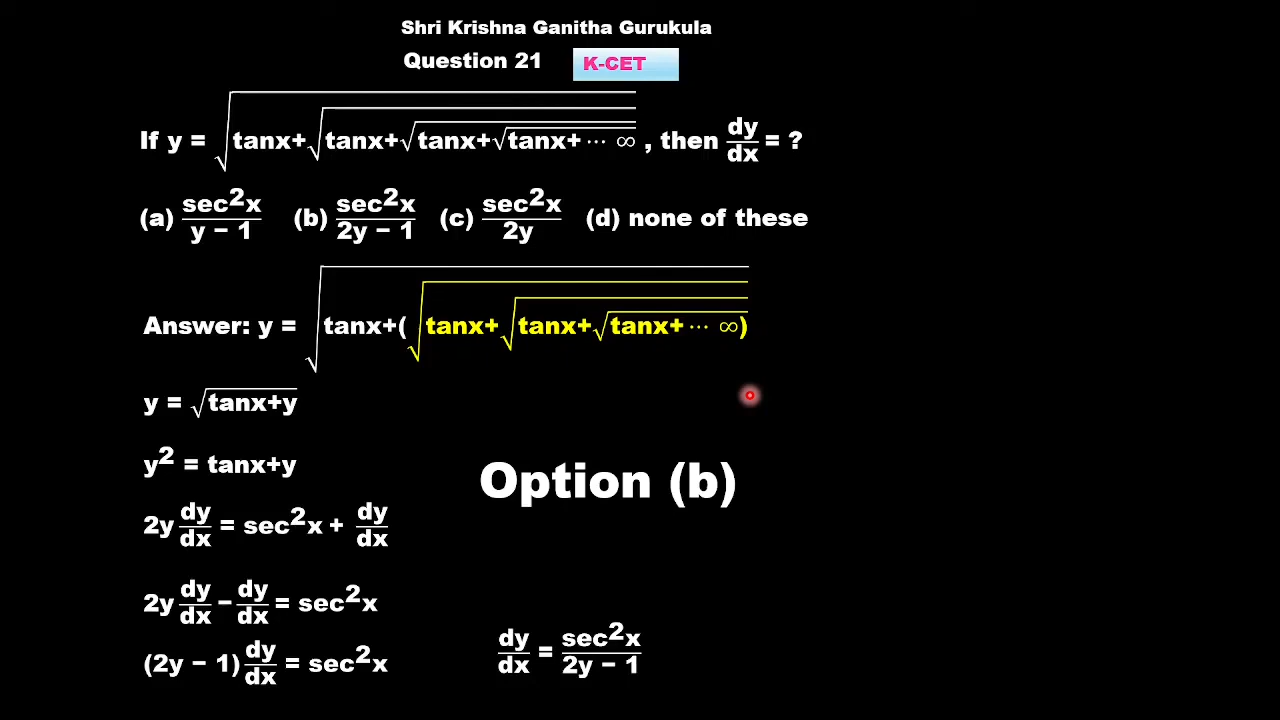 Shri Krishna Ganitha Gurukula
Question 21 K-CET
If y = √(tanx+√(tanx+√(tanx+√(tanx+ ⋯ ∞)))) , then dy/dx = ?
(a) sec²x/(y − 1) (b) sec²x/(2y − 1) (c) sec²x/2y (d) none of these
Answer: y = √(tanx+(√(tanx+√(tanx+√(tanx+ ⋯ ∞))))
y = √(tanx+y)
y² = tanx+y
Option (b)
2y dy/dx = sec²x + dy/dx
2y dy/dx − dy/dx = sec²x
(2y − 1) dy/dx = sec²x
dy/dx = sec²x/(2y − 1)